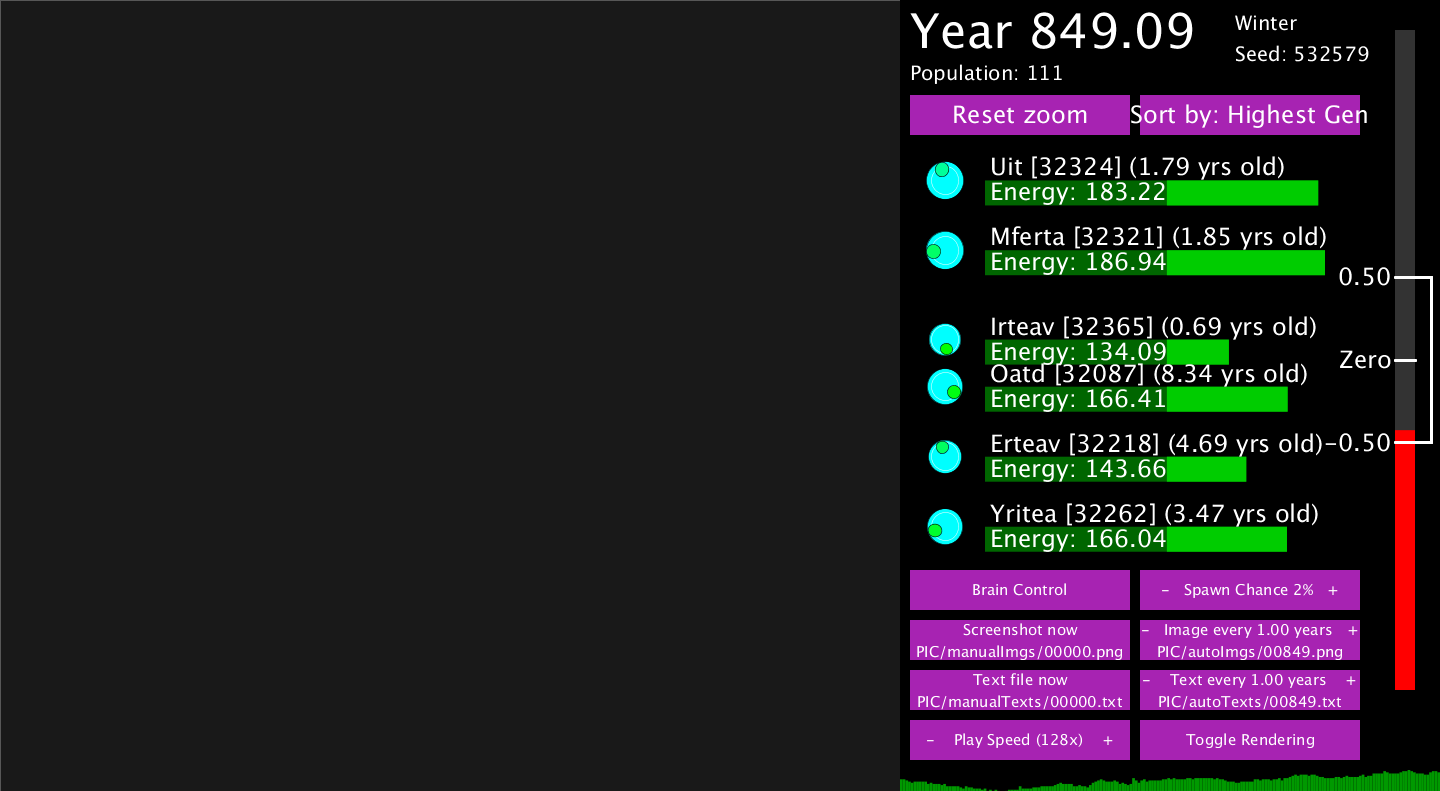 Year 849.09
Winter
Seed: 532579
Population: 111
Reset zoom
Sort by: Highest Gen
Uit [32324] (1.79 yrs old)
Energy: 183.22
Mferta [32321] (1.85 yrs old)
Energy: 186.94
0.50
Irteav [32365] (0.69 yrs old)
Energy: 134.09
Zero
Oatd [32087] (8.34 yrs old)
Energy: 166.41
Erteav [32218] (4.69 yrs old)
-0.50
Energy: 143.66
Yritea [32262] (3.47 yrs old)
Energy: 166.04
Brain Control
- Spawn Chance 2% +
Screenshot now
PIC/manualImgs/00000.png
- Image every 1.00 years +
PIC/autoImgs/00849.png
Text file now
PIC/manualTexts/00000.txt
- Text every 1.00 years +
PIC/autoTexts/00849.txt
- Play Speed (128x) +
Toggle Rendering